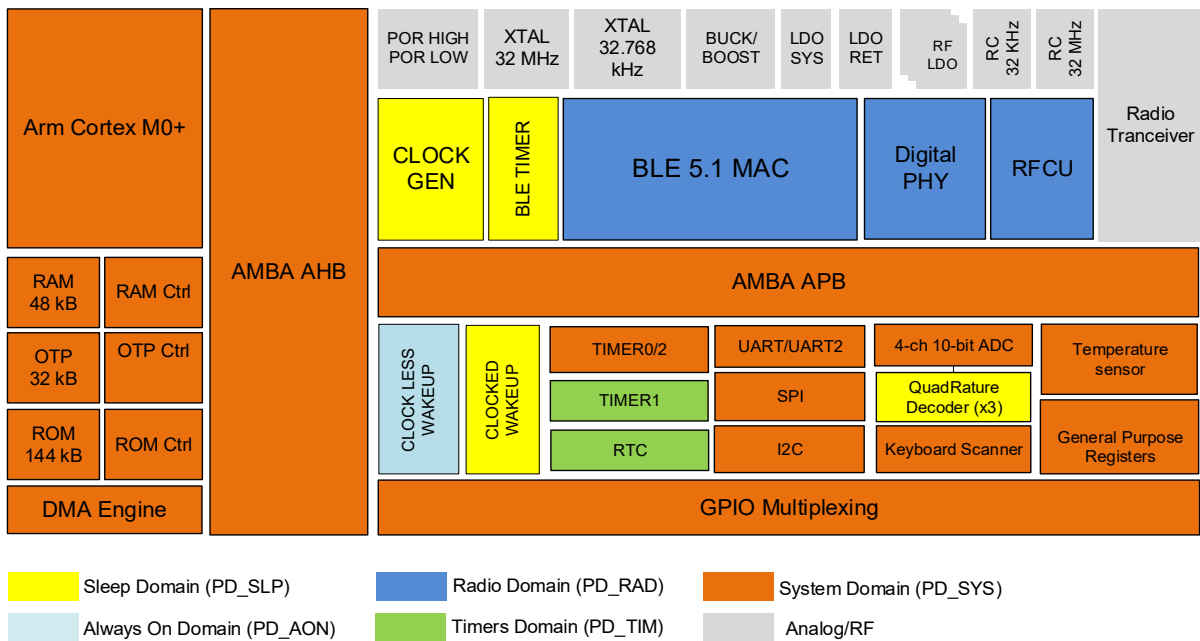 Arm Cortex M0+
RAM
48 kB
RAM Ctrl
OTP
32 kB
OTP Ctrl
ROM
144 kB
ROM Ctrl
DMA Engine
AMBA AHB
POR HIGH
POR LOW
XTAL
32 MHz
XTAL
32.768
kHz
BUCK/
BOOST
LDO
SYS
LDO
RET
RF
LDO
RC
32 KHz
RC
32 MHz
Radio
Tranceiver
CLOCK
GEN
BLE TIMER
BLE 5.1 MAC
Digital
PHY
RFCU
AMBA APB
CLOCK LESS
WAKEUP
CLOCKED
WAKEUP
TIMER0/2
TIMER1
RTC
UART/UART2
SPI
I2C
4-ch 10-bit ADC
QuadRature
Decoder (x3)
Keyboard Scanner
Temperature
sensor
General Purpose
Registers
GPIO Multiplexing
Sleep Domain (PD_SLP)
Radio Domain (PD_RAD)
System Domain (PD_SYS)
Always On Domain (PD_AON)
Timers Domain (PD_TIM)
Analog/RF